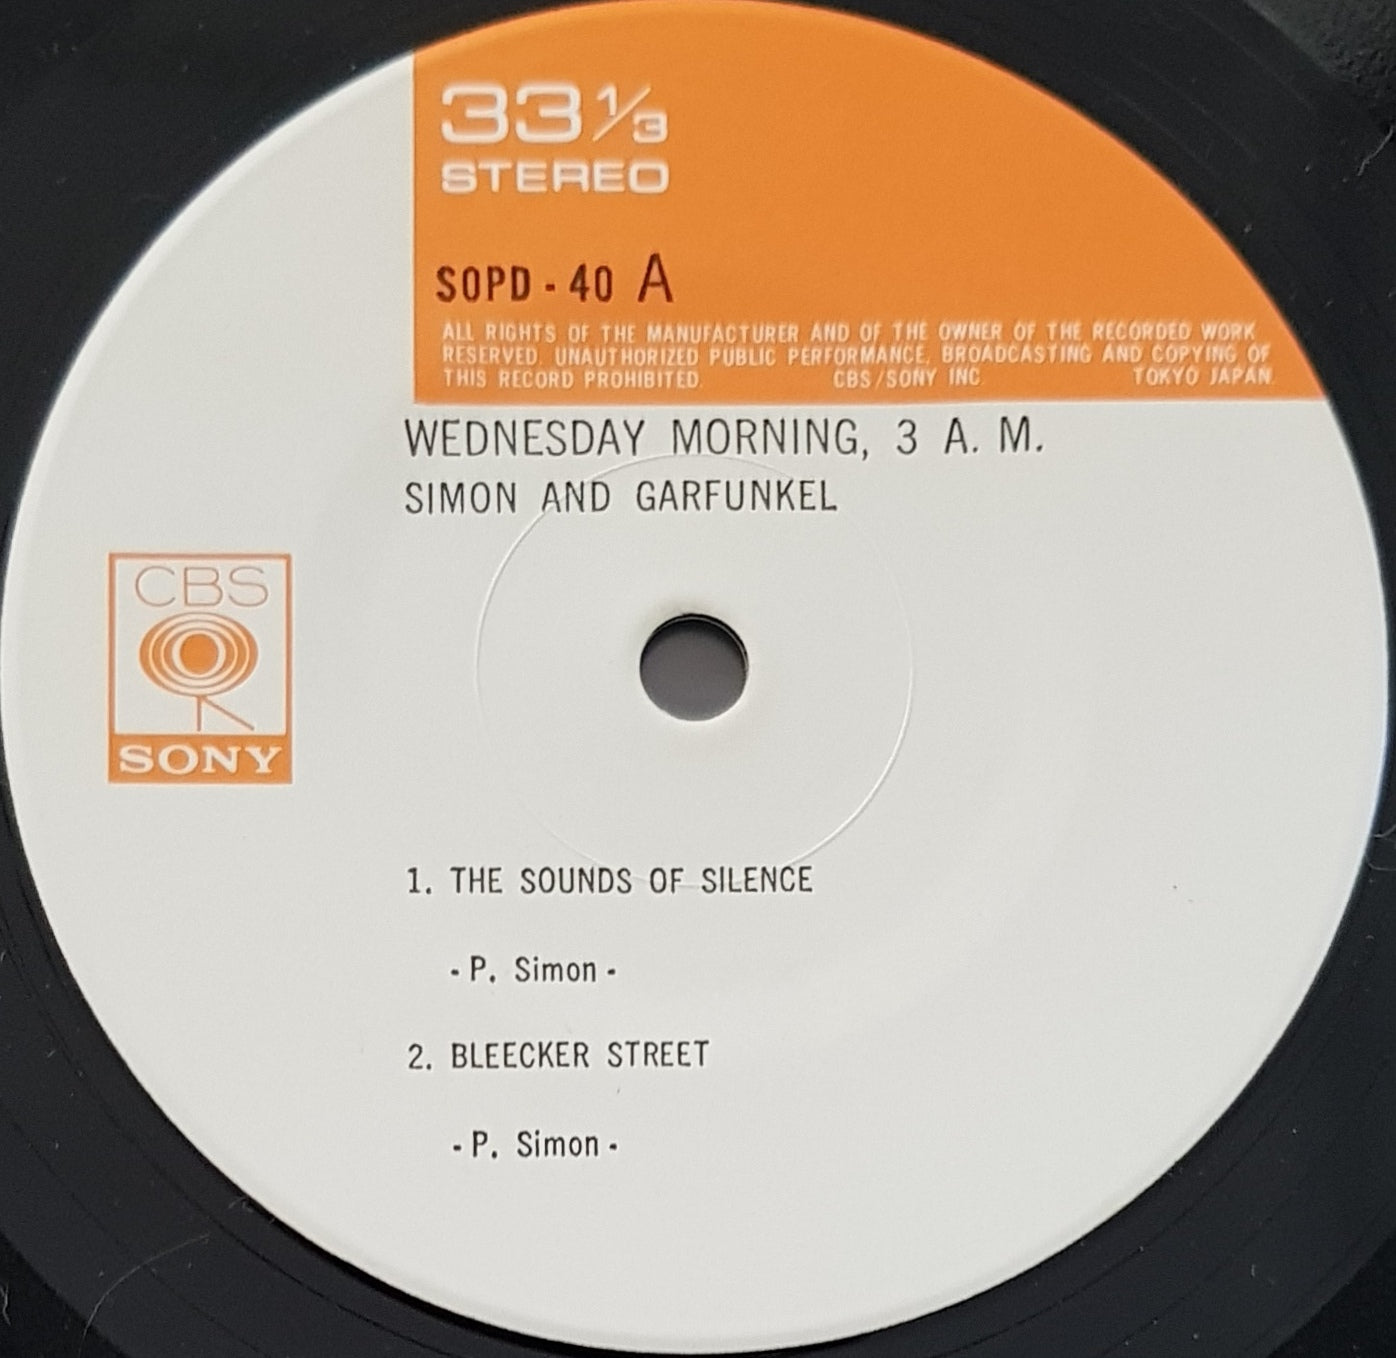 33 1/3
STEREO
SOPD - 40 A
ALL RIGHTS OF THE MANUFACTURER AND OF THE OWNER OF THE RECORDED WORK
RESERVED. UNAUTHORIZED PUBLIC PERFORMANCE, BROADCASTING AND COPYING OF
THIS RECORD PROHIBITED. CBS/SONY INC. TOKYO JAPAN.
WEDNESDAY MORNING, 3 A. M.
SIMON AND GARFUNKEL
CBS
SONY
1. THE SOUNDS OF SILENCE
- P. Simon -
2. BLEECKER STREET
- P. Simon -